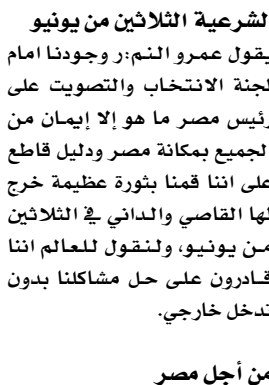 لشرعية الثلاثين من يونيو
يقول عمرو النم:ر وجودنا امام
لجنة الانتخاب والتصويت على
رئيس مصر ما هو إلا إيمان من
لجميع بمكانة مصر ودليل قاطع
على اننا قمنا بثورة عظيمة خرج
لها القاصي والداني في الثلاثين
من يونيو، ولنقول للعالم اننا
قادرون على حل مشاكلنا بدون
تدخل خارجي.
من أجل مصر